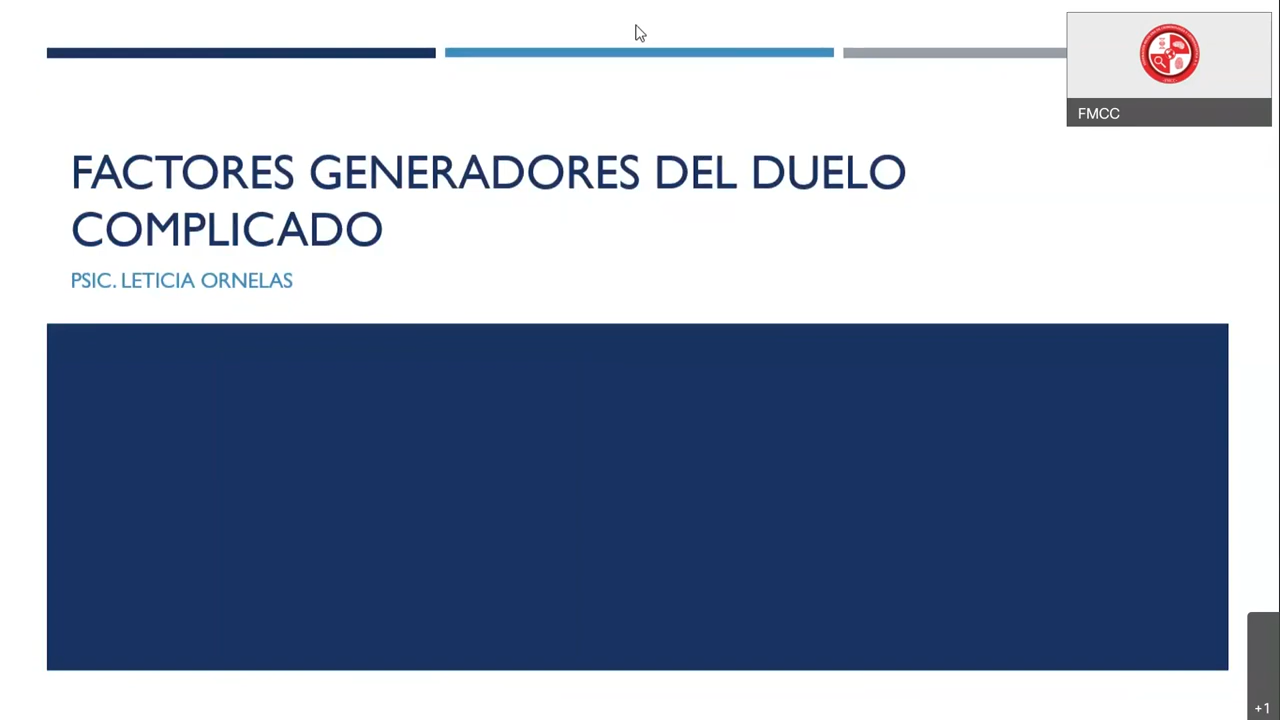 FACTORES GENERADORES DEL DUELO
COMPLICADO
PSIC. LETICIA ORNELAS
FMCC
+1